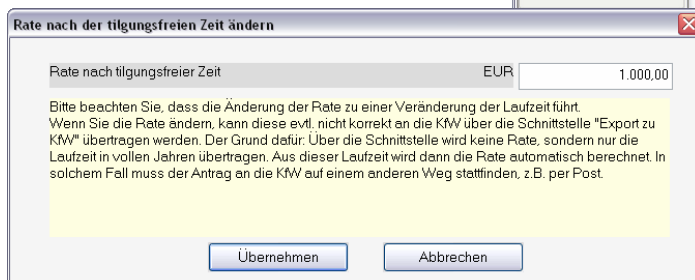 Rate nach der tilgungsfreien Zeit ändern
Rate nach tilgungsfreier Zeit EUR 1.000,00
Bitte beachten Sie, dass die Änderung der Rate zu einer Veränderung der Laufzeit führt.
Wenn Sie die Rate ändern, kann diese evtl. nicht korrekt an die KfW über die Schnittstelle "Export zu
KfW" übertragen werden. Der Grund dafür: Über die Schnittstelle wird keine Rate, sondern nur die
Laufzeit in vollen Jahren übertragen. Aus dieser Laufzeit wird dann die Rate automatisch berechnet. In
solchem Fall muss der Antrag an die KfW auf einem anderen Weg stattfinden, z.B. per Post.
Übernehmen Abbrechen